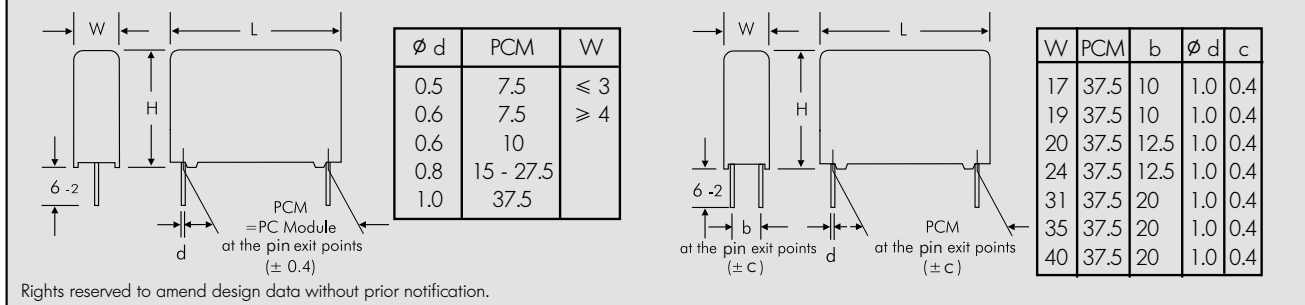 W
L
H
6 -2
d
PCM
=PC Module
at the pin exit points
(± 0.4)
Ø d PCM W
0.5 7.5 ≤ 3
0.6 7.5 ≥ 4
0.6 10
0.8 15 - 27.5
1.0 37.5
W
L
H
6 -2
b
at the pin exit points
(± c)
d
PCM
at the pin exit points
(± c)
W PCM b Ø d c
17 37.5 10 1.0 0.4
19 37.5 10 1.0 0.4
20 37.5 12.5 1.0 0.4
24 37.5 12.5 1.0 0.4
31 37.5 20 1.0 0.4
35 37.5 20 1.0 0.4
40 37.5 20 1.0 0.4
Rights reserved to amend design data without prior notification.